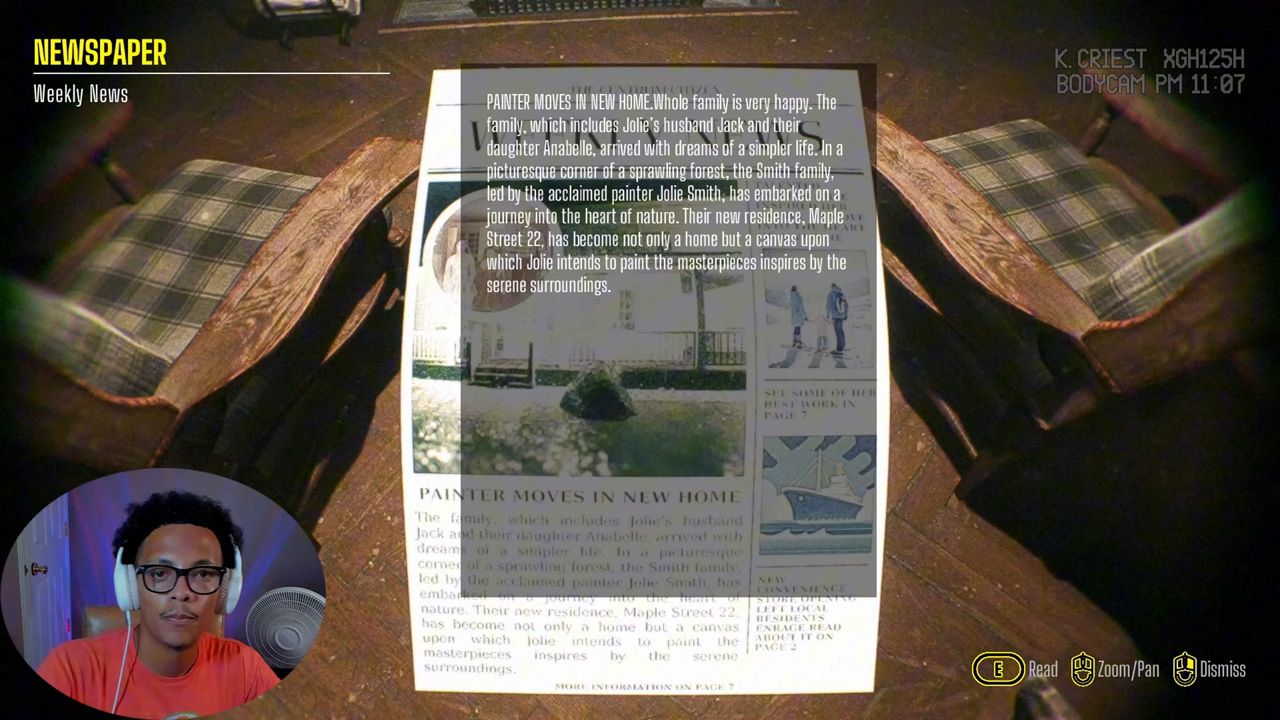 NEWSPAPER
Weekly News
K. CRIEST XGH125H
BODYCAM PM 11:07
PAINTER MOVES IN NEW HOME.Whole family is very happy. The
family, which includes Jolie's husband Jack and their
daughter Anabelle, arrived with dreams of a simpler life. In a
picturesque corner of a sprawling forest, the Smith family,
led by the acclaimed painter Jolie Smith, has embarked on a
journey into the heart of nature. Their new residence, Maple
Street 22, has become not only a home but a canvas upon
which Jolie intends to paint the masterpieces inspires by the
serene surroundings.
SEE SOME OF HER
BEST WORK IN
PAGE 7
PAINTER MOVES IN NEW HOME
The family, which includes Jolie's husband
Jack and their daughter Anabelle, arrived with
dreams of a simpler life. In a picturesque
corner of a sprawling forest, the Smith family,
led by the acclaimed painter Jolie Smith, has
embarked on a journey into the heart of
nature. Their new residence, Maple Street 22,
has become not only a home but a canvas
upon which Jolie intends to paint the
masterpieces inspires by the serene
surroundings.
NEW
CONVENIENCE
STORE OPENING
LEFT LOCAL
RESIDENTS
ENRAGE READ
ABOUT IT ON
PAGE 2
MORE INFORMATION ON PAGE 7
E Read
Zoom/Pan
Dismiss